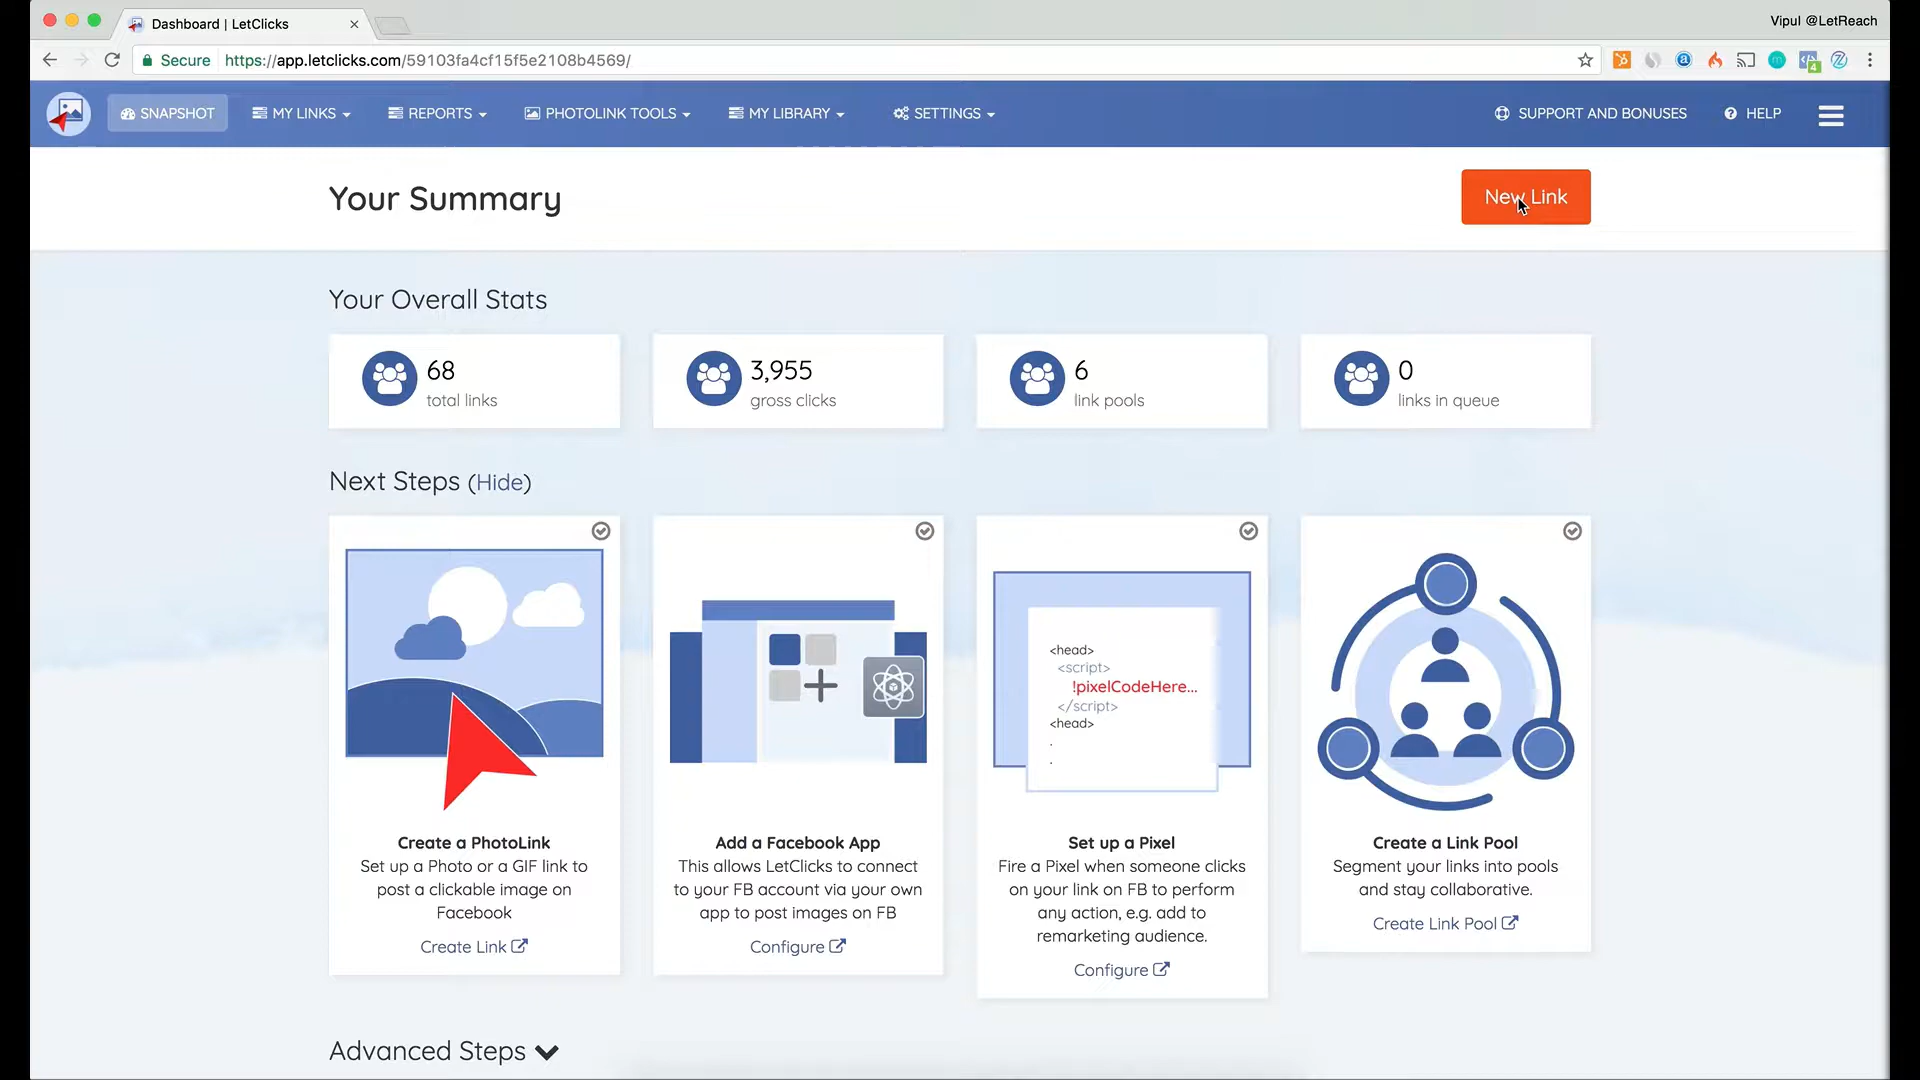 Dashboard | LetClicks
Vipul @LetReach
Secure https://app.letclicks.com/59103fa4cf15f5e2108b4569/
4
SNAPSHOT MY LINKS REPORTS PHOTOLINK TOOLS MY LIBRARY SETTINGS SUPPORT AND BONUSES HELP
Your Summary
New Link
Your Overall Stats
68
total links
3,955
gross clicks
6
link pools
0
links in queue
Next Steps (Hide)
<head>
<script>
!pixelCodeHere...
</script>
<head>
.
.
Create a PhotoLink
Set up a Photo or a GIF link to
post a clickable image on
Facebook
Create Link
Add a Facebook App
This allows LetClicks to connect
to your FB account via your own
app to post images on FB
Configure
Set up a Pixel
Fire a Pixel when someone clicks
on your link on FB to perform
any action, e.g. add to
remarketing audience.
Configure
Create a Link Pool
Segment your links into pools
and stay collaborative.
Create Link Pool
Advanced Steps